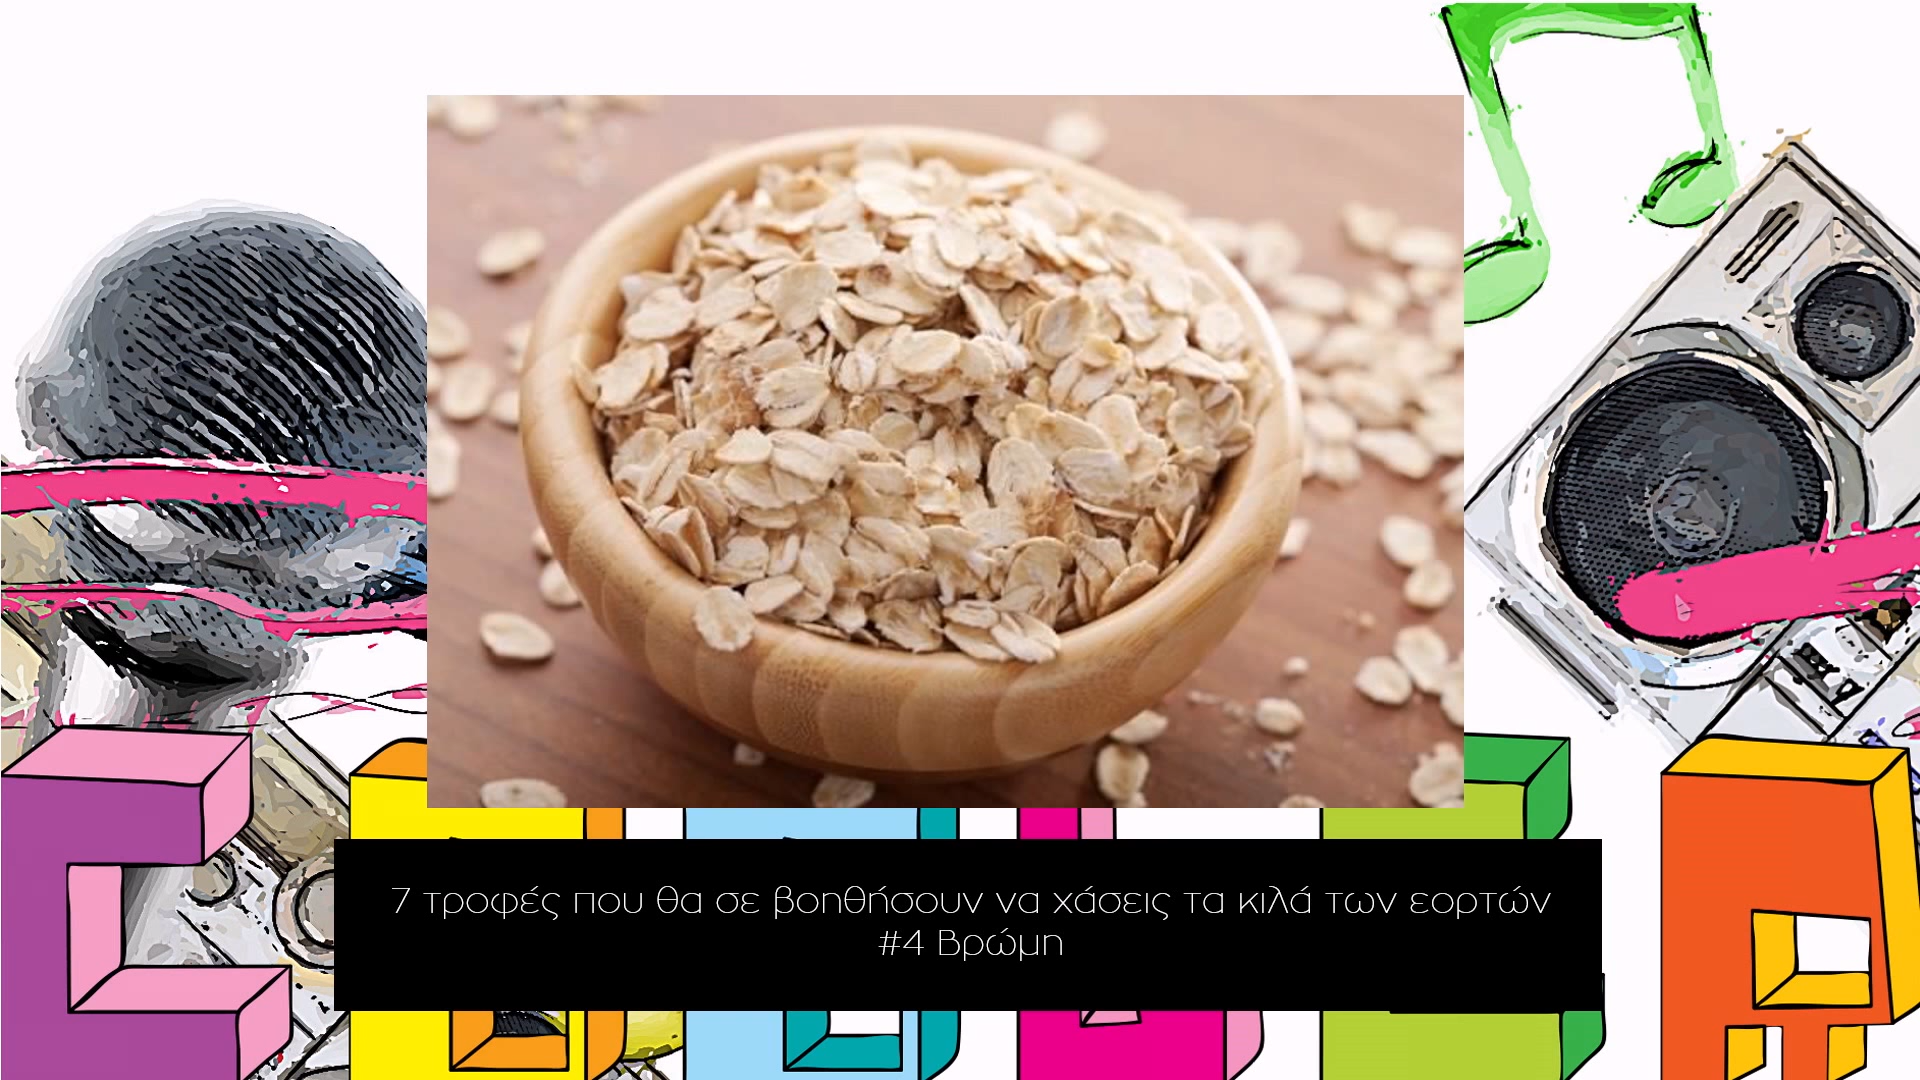 7 τροφές που θα σε βοηθήσουν να χάσεις τα κιλά των εορτών
#4 Βρώμη